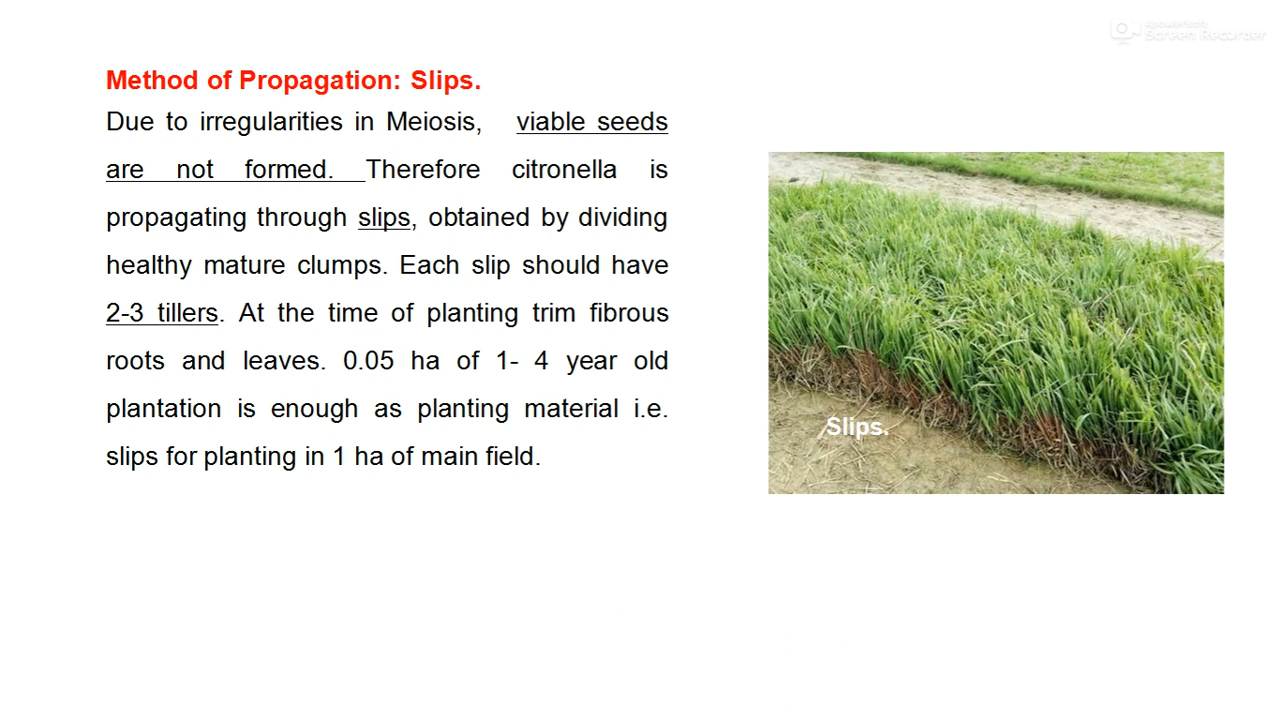 Apowersoft
Screen Recorder
Method of Propagation: Slips.
Due to irregularities in Meiosis, viable seeds
are not formed. Therefore citronella is
propagating through slips, obtained by dividing
healthy mature clumps. Each slip should have
2-3 tillers. At the time of planting trim fibrous
roots and leaves. 0.05 ha of 1- 4 year old
plantation is enough as planting material i.e.
slips for planting in 1 ha of main field.
Slips.